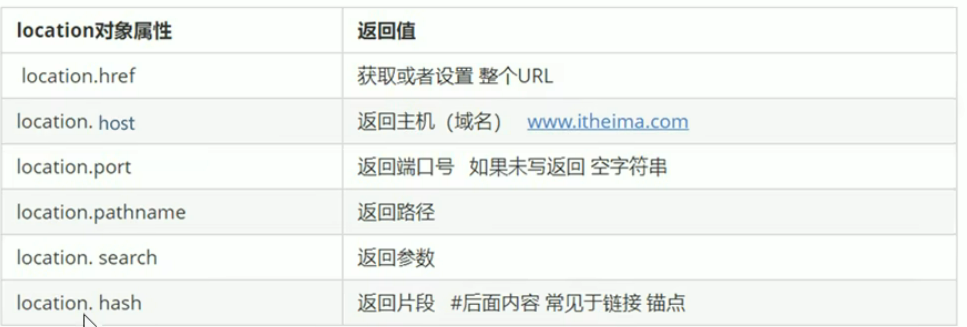 location对象属性 返回值
location.href 获取或者设置 整个URL
location. host 返回主机（域名） www.itheima.com
location.port 返回端口号 如果未写返回 空字符串
location.pathname 返回路径
location. search 返回参数
location. hash 返回片段 #后面内容 常见于链接 锚点